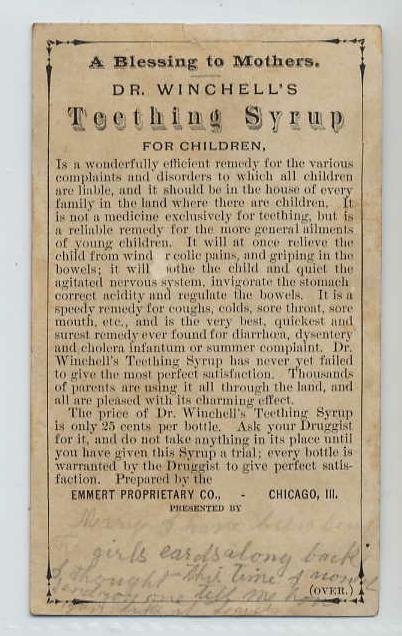 A Blessing to Mothers.
DR. WINCHELL'S
Teething Syrup
FOR CHILDREN,
Is a wonderfully efficient remedy for the various
complaints and disorders to which all children
are liable, and it should be in the house of every
family in the land where there are children. It
is not a medicine exclusively for teething, but is
a reliable remedy for the more general ailments
of young children. It will at once relieve the
child from wind r colic pains, and griping in the
bowels; it will othe the child and quiet the
agitated nervous system, invigorate the stomach
correct acidity and regulate the bowels. It is a
speedy remedy for coughs, colds, sore throat, sore
mouth, etc., and is the very best, quickest and
surest remedy ever found for diarrhœa, dysentery
and cholera infantum or summer complaint. Dr.
Winchell's Teething Syrup has never yet failed
to give the most perfect satisfaction. Thousands
of parents are using it all through the land, and
all are pleased with its charming effect.
The price of Dr. Winchell's Teething Syrup
is only 25 cents per bottle. Ask your Druggist
for it, and do not take anything in its place until
you have given this Syrup a trial; every bottle is
warranted by the Druggist to give perfect satis-
faction. Prepared by the
EMMERT PROPRIETARY CO., - CHICAGO, Ill.
PRESENTED BY
girls cards along back
thought this time I
one tell me
(OVER.)